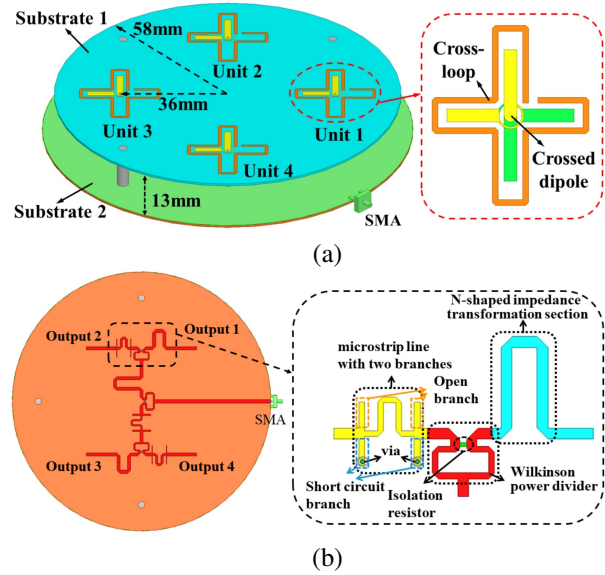 Substrate 1
58mm
Unit 2
36mm
Unit 3
Unit 1
Unit 4
Substrate 2
13mm
SMA
Cross-
loop
Crossed
dipole
(a)
Output 2
Output 1
SMA
Output 3
Output 4
N-shaped impedance
transformation section
microstrip line
with two branches
Open
branch
via
Short circuit
branch
Isolation
resistor
Wilkinson
power divider
(b)